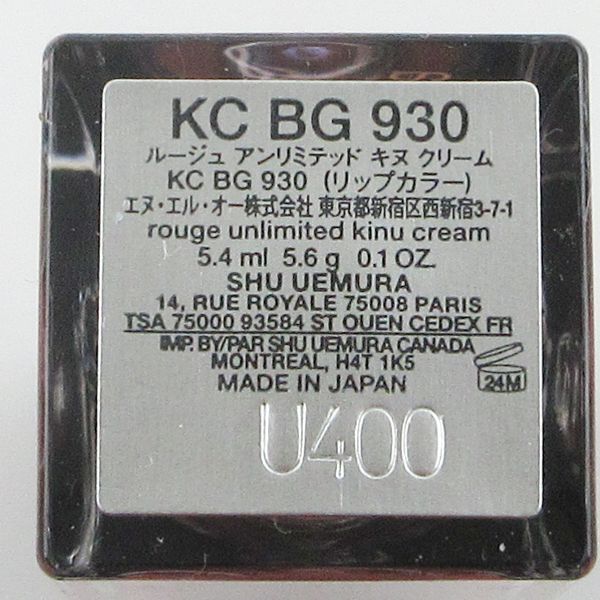 KC BG 930
ルージュ アンリミテッド キヌ クリーム
KC BG 930 (リップカラー)
エヌ・エル・オー株式会社 東京都新宿区西新宿3-7-1
rouge unlimited kinu cream
5.4 ml 5.6 g 0.1 OZ.
SHU UEMURA
14, RUE ROYALE 75008 PARIS
TSA 75000 93584 ST OUEN CEDEX FR
IMP. BY/PAR SHU UEMURA CANADA
MONTREAL, H4T 1K5
MADE IN JAPAN
24M
U400